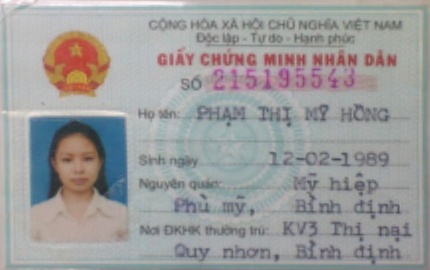 CỘNG HÒA XÃ HỘI CHỦ NGHĨA VIỆT NAM
Độc lập - Tự do - Hạnh phúc
GIẤY CHỨNG MINH NHÂN DÂN
SỐ 215195543
Họ tên: PHẠM THỊ MỸ HỒNG
Sinh ngày 12-02-1989
Nguyên quán: Mỹ hiệp
Phù mỹ, Bình định
Nơi ĐKHK thường trú: KV3 Thị nại
Quy nhơn, Bình định